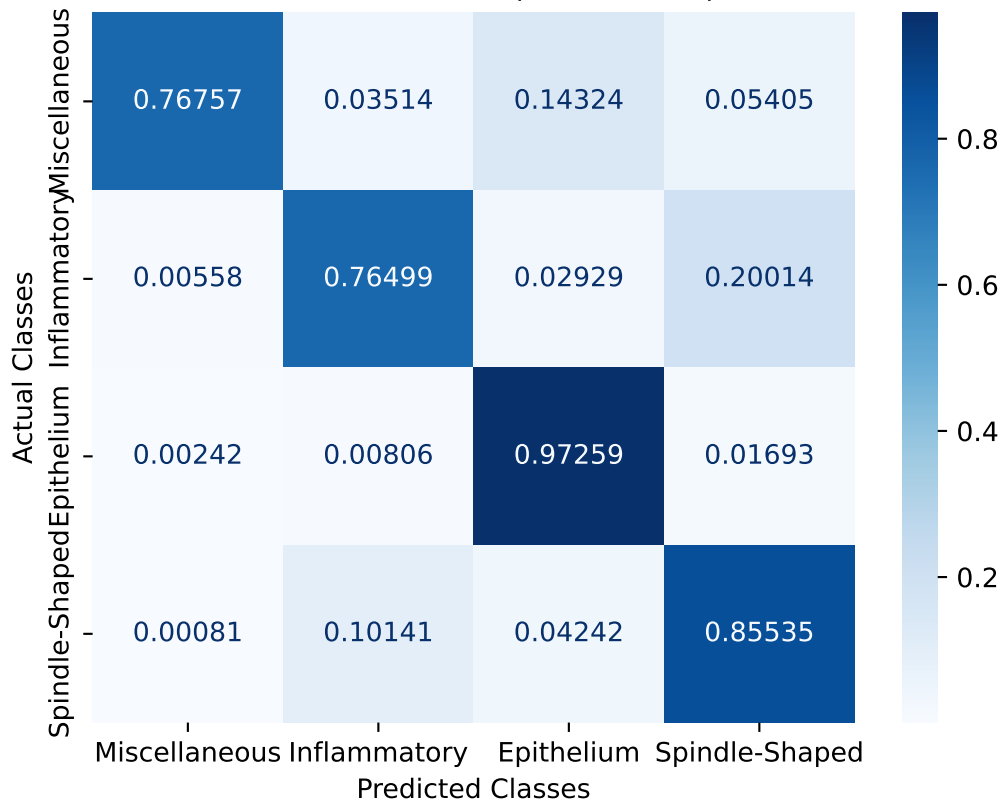 Miscellaneous 0.76757 0.03514 0.14324 0.05405
Inflammatory 0.00558 0.76499 0.02929 0.20014
Epithelium 0.00242 0.00806 0.97259 0.01693
Spindle-Shaped 0.00081 0.10141 0.04242 0.85535
Actual Classes
Miscellaneous Inflammatory Epithelium Spindle-Shaped
Predicted Classes
0.8
0.6
0.4
0.2